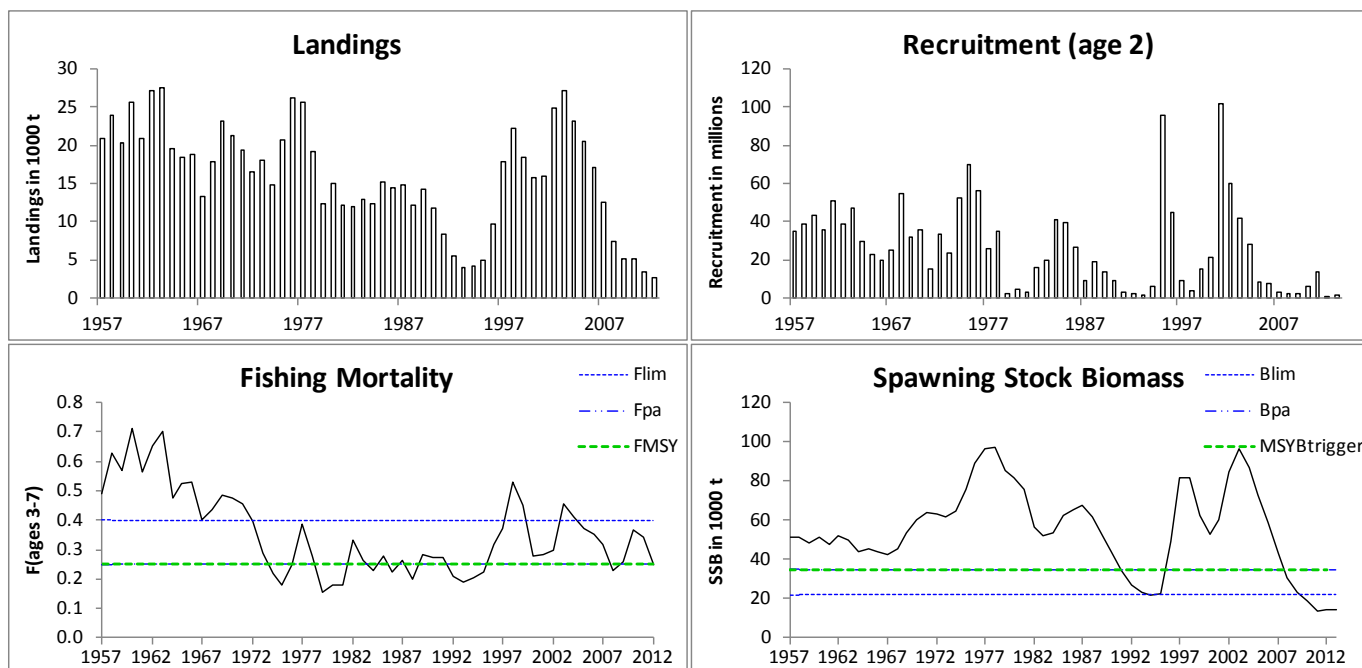 Landings
Landings in 1000 t
30
25
20
15
10
5
0
1957 1967 1977 1987 1997 2007
Recruitment (age 2)
Recruitment in millions
120
100
80
60
40
20
0
1957 1967 1977 1987 1997 2007
Fishing Mortality
Flim
Fpa
FMSY
F(ages 3-7)
0.8
0.7
0.6
0.5
0.4
0.3
0.2
0.1
0.0
1957 1962 1967 1972 1977 1982 1987 1992 1997 2002 2007 2012
Spawning Stock Biomass
Blim
Bpa
MSYBtrigger
SSB in 1000 t
120
100
80
60
40
20
0
1957 1962 1967 1972 1977 1982 1987 1992 1997 2002 2007 2012